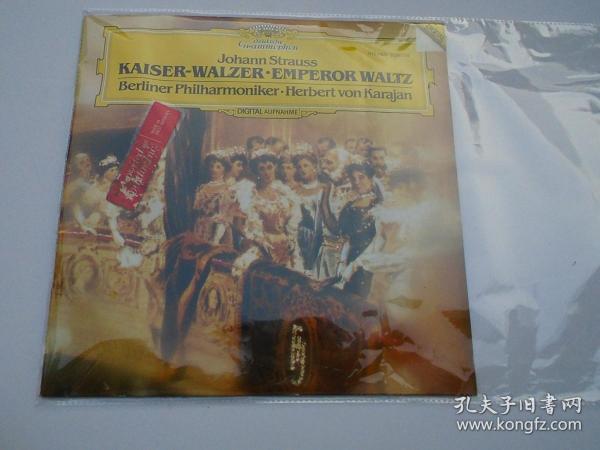 Deutsche
Grammophon
Johann Strauss
KAISER-WALZER · EMPEROR WALTZ
Berliner Philharmoniker · Herbert von Karajan
DIGITAL AUFNAHME
孔夫子旧书网
www.kongfz.com